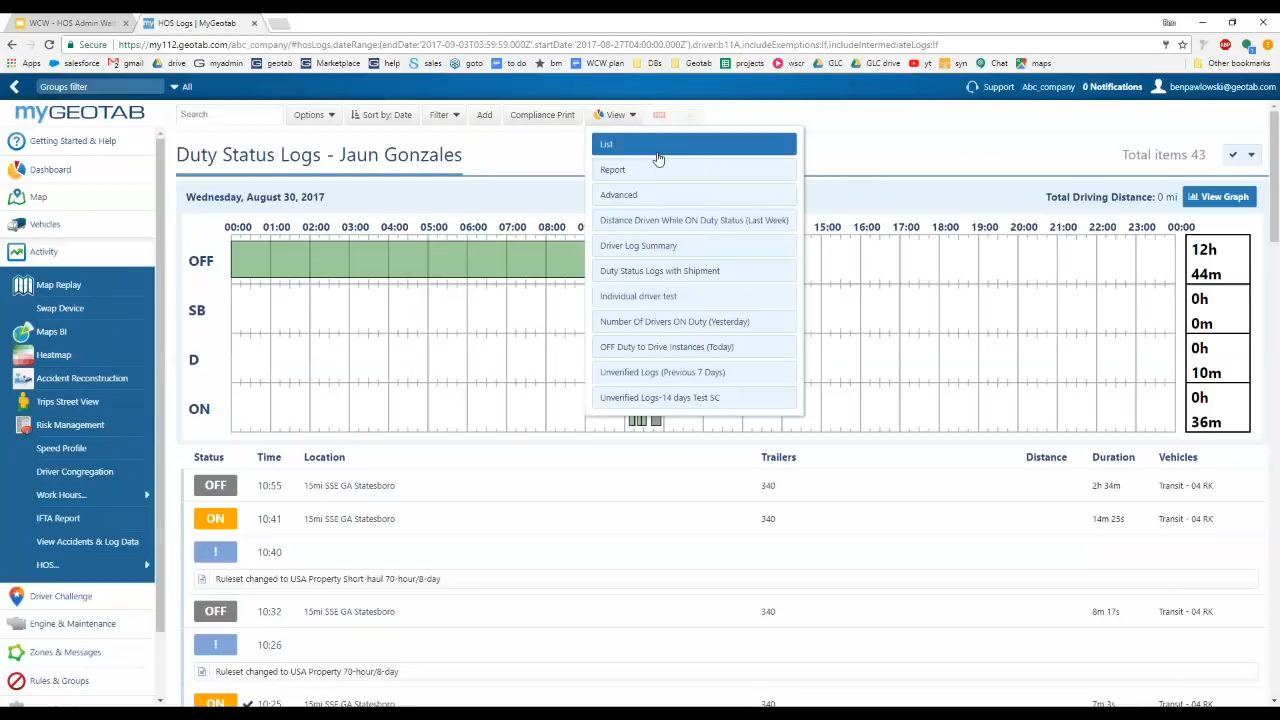 WCW - HOS Admin Wal
HOS Logs | MyGeotab
Ben
Secure
https://my112.geotab.com/abc_company/#hosLogs,dateRange:(endDate:'2017-09-03T03:59:59.000Z',startDate:'2017-08-27T04:00:00.000Z'),driver:b11A,includeExemptions:!f,includeIntermediateLogs:!f
Apps salesforce gmail drive myadmin geotab Marketplace help sales goto to do bm WCW plan DBs Geotab projects wscr GLC GLC drive yt syn Chat maps Other bookmarks
Groups filter All Support Abc_company 0 Notifications benpawlowski@geotab.com
myGEOTAB
Search... Options Sort by: Date Filter Add Compliance Print View
Getting Started & Help
Dashboard
Map
Vehicles
Activity
Map Replay
Swap Device
Maps BI
Heatmap
Accident Reconstruction
Trips Street View
Risk Management
Speed Profile
Driver Congregation
Work Hours...
IFTA Report
View Accidents & Log Data
HOS...
Driver Challenge
Engine & Maintenance
Zones & Messages
Rules & Groups
Duty Status Logs - Jaun Gonzales
Total items 43
List
Report
Advanced
Distance Driven While ON Duty Status (Last Week)
Driver Log Summary
Duty Status Logs with Shipment
Individual driver test
Number Of Drivers ON Duty (Yesterday)
OFF Duty to Drive Instances (Today)
Unverified Logs (Previous 7 Days)
Unverified Logs-14 days Test SC
Wednesday, August 30, 2017
Total Driving Distance: 0 mi View Graph
00:00 01:00 02:00 03:00 04:00 05:00 06:00 07:00 08:00 15:00 16:00 17:00 18:00 19:00 20:00 21:00 22:00 23:00 00:00
OFF 12h 44m
SB 0h 0m
D 0h 10m
ON 0h 36m
Status Time Location Trailers Distance Duration Vehicles
OFF 10:55 15mi SSE GA Statesboro 340 2h 34m Transit - 04 RK
ON 10:41 15mi SSE GA Statesboro 340 14m 25s Transit - 04 RK
! 10:40
Ruleset changed to USA Property Short-haul 70-hour/8-day
OFF 10:32 15mi SSE GA Statesboro 340 8m 17s Transit - 04 RK
! 10:26
Ruleset changed to USA Property 70-hour/8-day
ON 10:25 15mi SSE GA Statesboro 340 7m 3s Transit - 04 RK